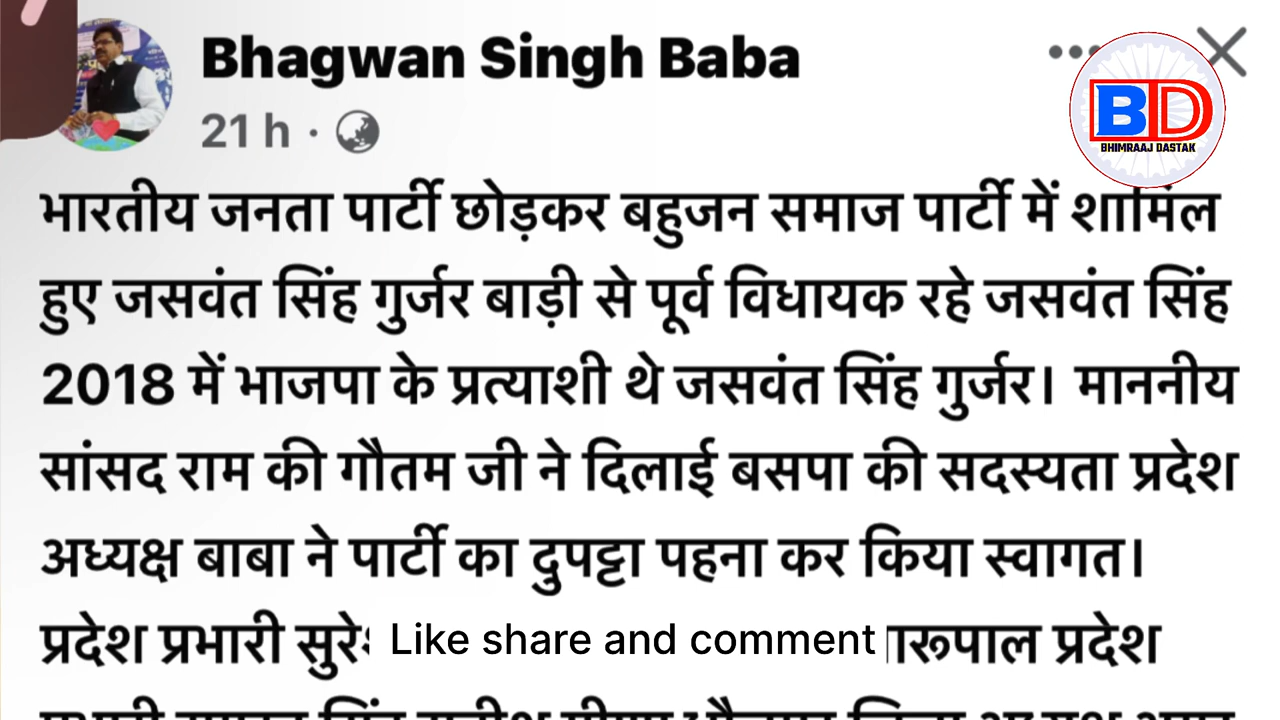 Bhagwan Singh Baba
21 h ·
BD
BHIMRAAJ DASTAK
भारतीय जनता पार्टी छोड़कर बहुजन समाज पार्टी में शामिल
हुए जसवंत सिंह गुर्जर बाड़ी से पूर्व विधायक रहे जसवंत सिंह
2018 में भाजपा के प्रत्याशी थे जसवंत सिंह गुर्जर। माननीय
सांसद राम की गौतम जी ने दिलाई बसपा की सदस्यता प्रदेश
अध्यक्ष बाबा ने पार्टी का दुपट्टा पहना कर किया स्वागत।
प्रदेश प्रभारी Like share and comment प्रदेश